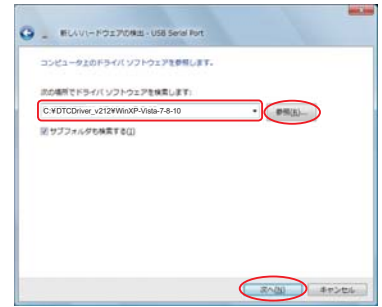 新しいハードウェアの検出 - USB Serial Port
コンピュータ上のドライバ ソフトウェアを参照します。
次の場所でドライバ ソフトウェアを検索します:
C:¥DTCDriver_v212¥WinXP-Vista-7-8-10
参照(R)...
サブフォルダも検索する(I)
次へ(N)
キャンセル